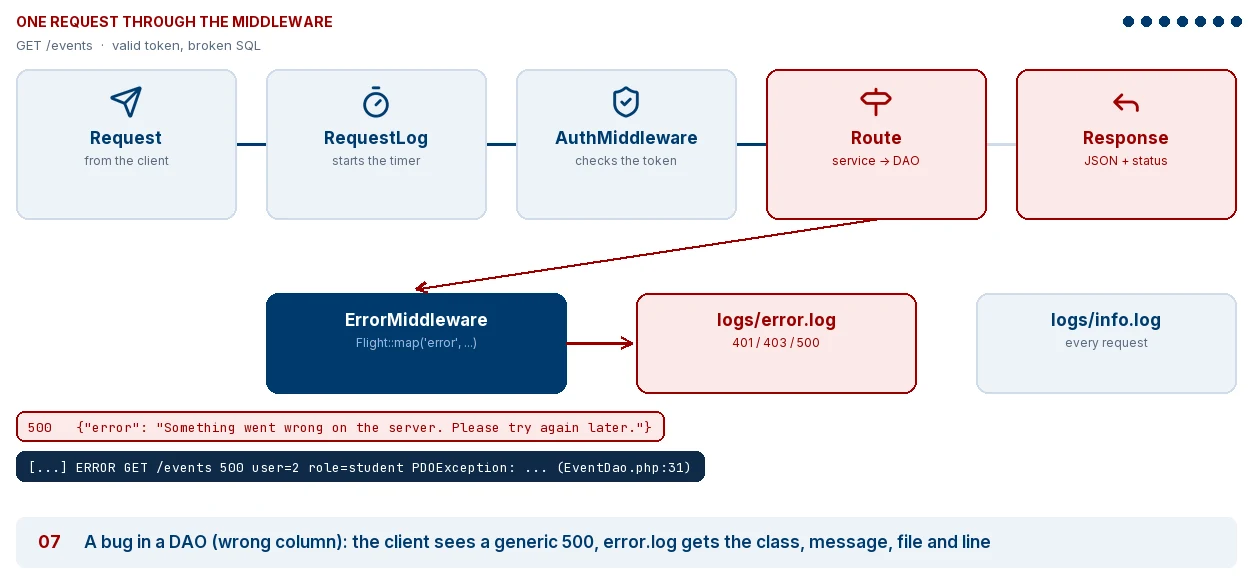 ONE REQUEST THROUGH THE MIDDLEWARE
GET /events · valid token, broken SQL
Request
from the client
RequestLog
starts the timer
AuthMiddleware
checks the token
Route
service → DAO
Response
JSON + status
ErrorMiddleware
Flight::map('error', ...)
logs/error.log
401 / 403 / 500
logs/info.log
every request
500 {"error": "Something went wrong on the server. Please try again later."}
[...] ERROR GET /events 500 user=2 role=student PDOException: ... (EventDao.php:31)
07 A bug in a DAO (wrong column): the client sees a generic 500, error.log gets the class, message, file and line